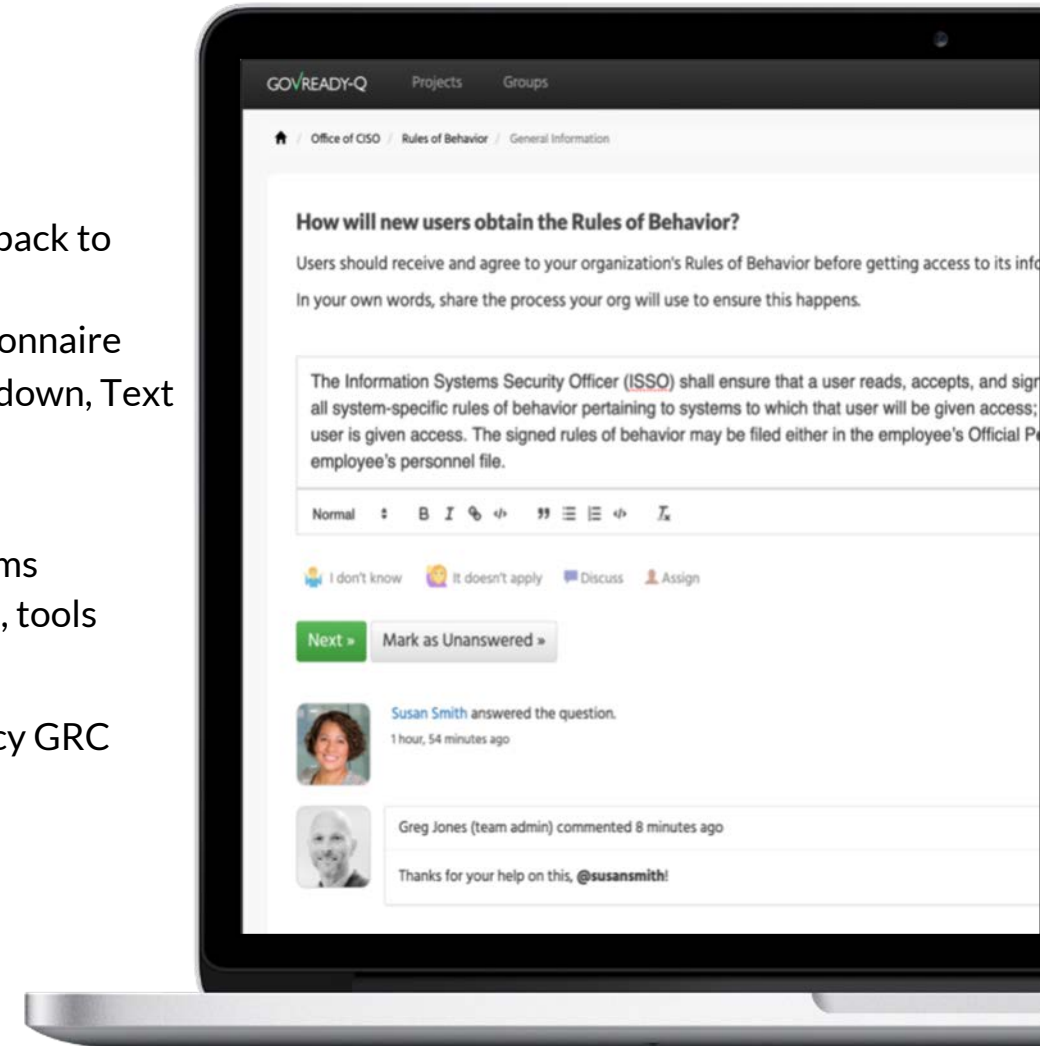 back to
onnaire
down, Text
ms
, tools
cy GRC
GOVREADY-Q Projects Groups
/ Office of CISO / Rules of Behavior / General Information
How will new users obtain the Rules of Behavior?
Users should receive and agree to your organization's Rules of Behavior before getting access to its info
In your own words, share the process your org will use to ensure this happens.
The Information Systems Security Officer (ISSO) shall ensure that a user reads, accepts, and sign
all system-specific rules of behavior pertaining to systems to which that user will be given access;
user is given access. The signed rules of behavior may be filed either in the employee's Official Pe
employee's personnel file.
Normal B I </> " </> Tx
I don't know It doesn't apply Discuss Assign
Next » Mark as Unanswered »
Susan Smith answered the question.
1 hour, 54 minutes ago
Greg Jones (team admin) commented 8 minutes ago
Thanks for your help on this, @susansmith!